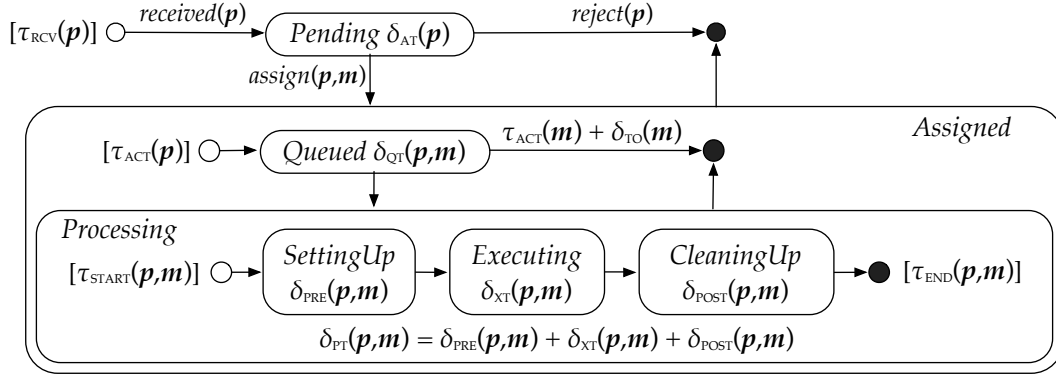 received(p) reject(p)
[τRCV(p)] Pending δAT(p)
assign(p,m)
Assigned
τACT(m) + δTO(m)
[τACT(p)] Queued δQT(p,m)
Processing
SettingUp Executing CleaningUp
[τSTART(p,m)] [τEND(p,m)]
δPRE(p,m) δXT(p,m) δPOST(p,m)
δPT(p,m) = δPRE(p,m) + δXT(p,m) + δPOST(p,m)